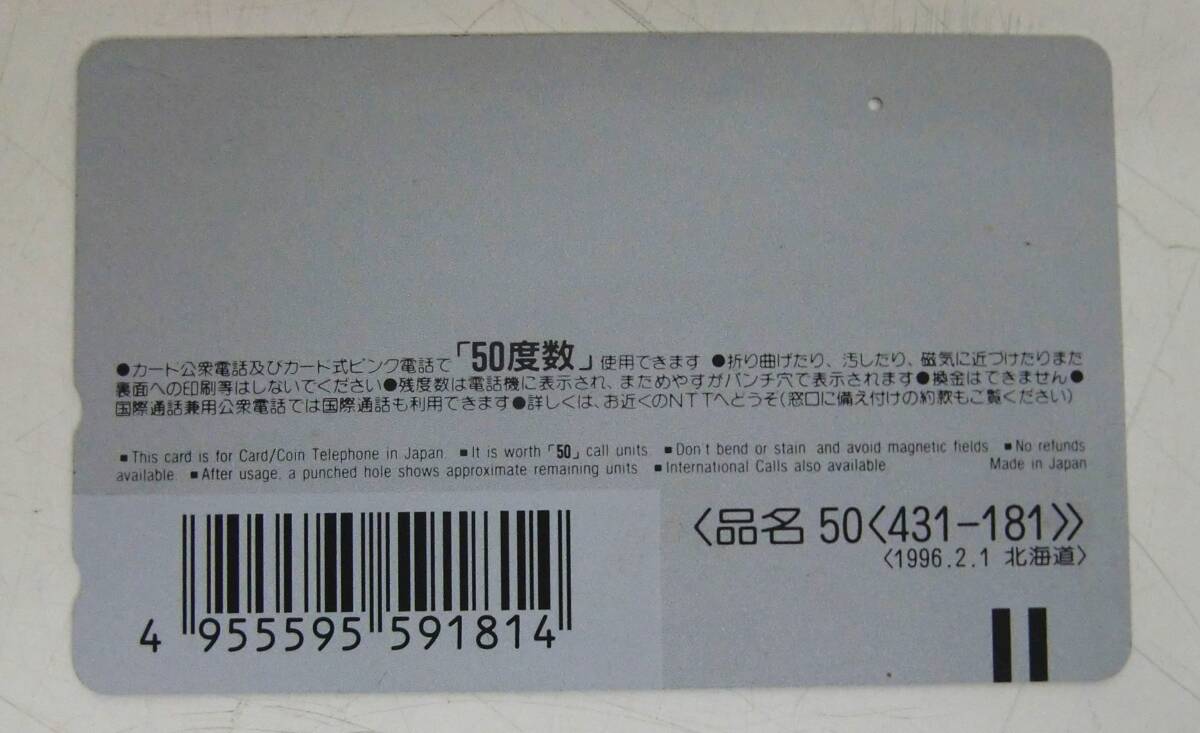 ●カード公衆電話及びカード式ピンク電話で「50度数」使用できます ●折り曲げたり、汚したり、磁気に近づけたりまた
裏面への印刷等はしないでください●残度数は電話機に表示され、まためやすがパンチ穴で表示されます●換金はできません●
国際通話兼用公衆電話では国際通話も利用できます●詳しくは、お近くのNTTへどうぞ(窓口に備え付けの約款もご覧ください)
■This card is for Card/Coin Telephone in Japan. ■It is worth「50」call units ■Don't bend or stain and avoid magnetic fields ■No refunds
available. ■After usage, a punched hole shows approximate remaining units ■International Calls also available Made in Japan
〈品名 50〈431-181〉〉
〈1996.2.1 北海道〉
4 955595 591814